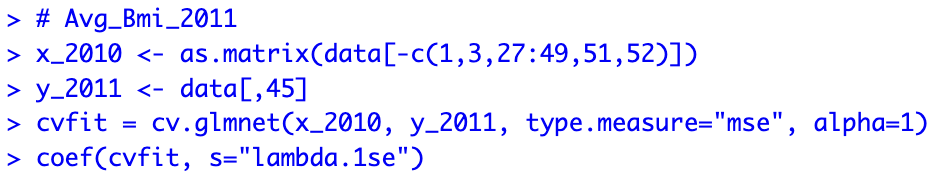 > # Avg_Bmi_2011
> x_2010 <- as.matrix(data[-c(1,3,27:49,51,52)])
> y_2011 <- data[,45]
> cvfit = cv.glmnet(x_2010, y_2011, type.measure="mse", alpha=1)
> coef(cvfit, s="lambda.1se")